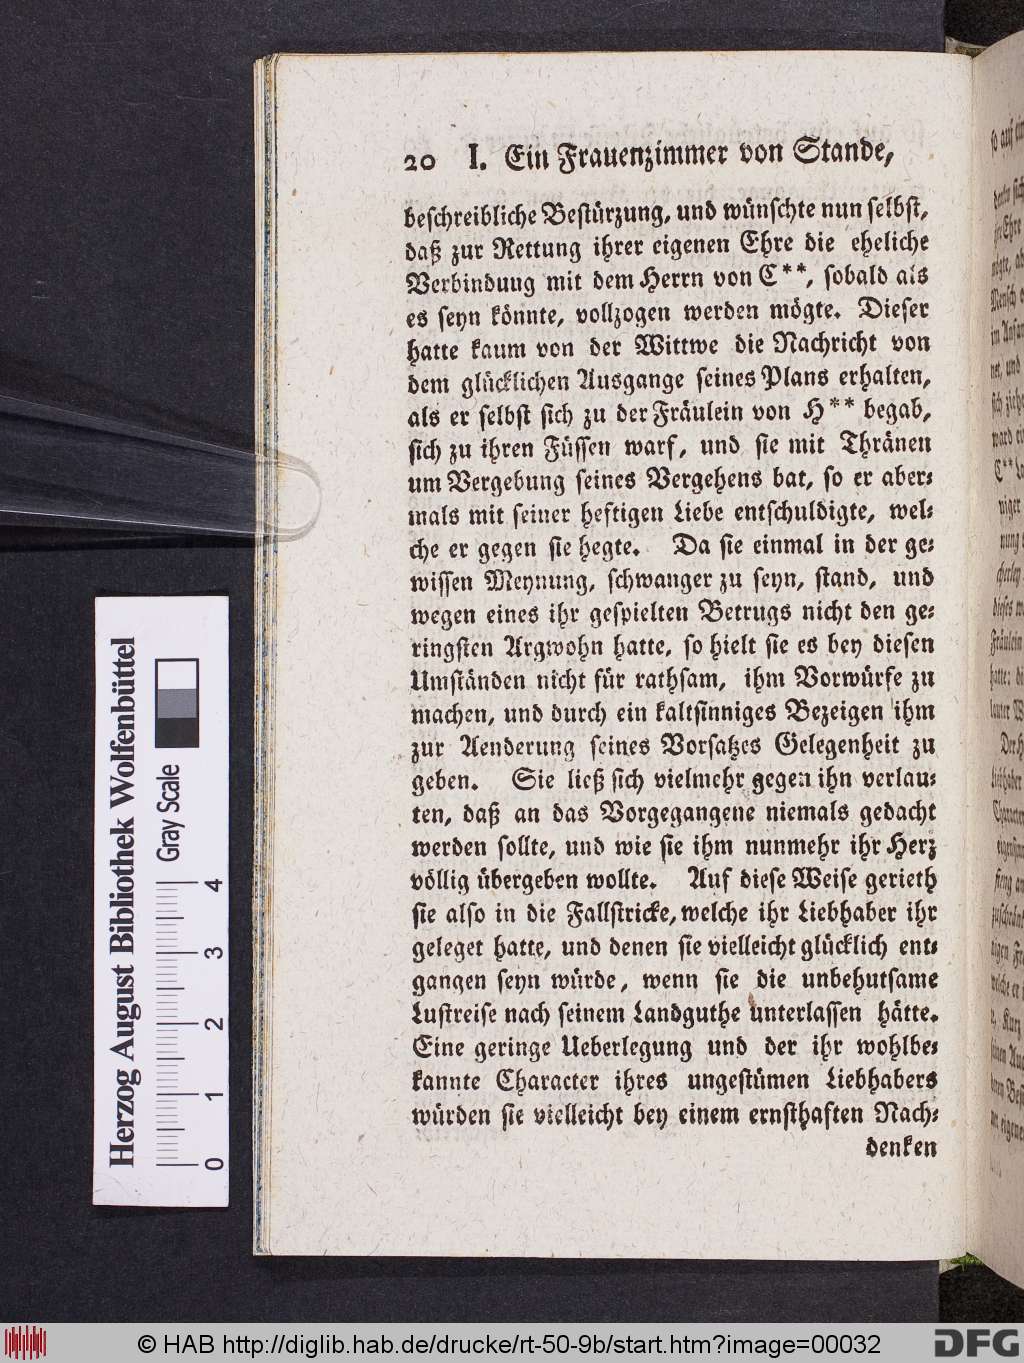 20 I. Ein Frauenzimmer von Stande,
beschreibliche Bestürzung, und wünschte nun selbst,
daß zur Rettung ihrer eigenen Ehre die eheliche
Verbindung mit dem Herrn von C**, sobald als
es seyn könnte, vollzogen werden mögte. Dieser
hatte kaum von der Wittwe die Nachricht von
dem glücklichen Ausgange seines Plans erhalten,
als er selbst sich zu der Fräulein von H** begab,
sich zu ihren Füssen warf, und sie mit Thränen
um Vergebung seines Vergehens bat, so er aber-
mals mit seiner heftigen Liebe entschuldigte, wel-
che er gegen sie hegte. Da sie einmal in der ge-
wissen Meynung, schwanger zu seyn, stand, und
wegen eines ihr gespielten Betrugs nicht den ge-
ringsten Argwohn hatte, so hielt sie es bey diesen
Umständen nicht für rathsam, ihm Vorwürfe zu
machen, und durch ein kaltsinniges Bezeigen ihm
zur Aenderung seines Vorsatzes Gelegenheit zu
geben. Sie ließ sich vielmehr gegen ihn verlau-
ten, daß an das Vorgegangene niemals gedacht
werden sollte, und wie sie ihm nunmehr ihr Herz
völlig übergeben wollte. Auf diese Weise gerieth
sie also in die Fallstricke, welche ihr Liebhaber ihr
geleget hatte, und denen sie vielleicht glücklich ent-
gangen seyn würde, wenn sie die unbehutsame
Lustreise nach seinem Landguthe unterlassen hätte.
Eine geringe Ueberlegung und der ihr wohlbe-
kannte Character ihres ungestümen Liebhabers
würden sie vielleicht bey einem ernsthaften Nach-
denken
Herzog August Bibliothek Wolfenbüttel
Gray Scale
0 1 2 3 4
© HAB http://diglib.hab.de/drucke/rt-50-9b/start.htm?image=00032
DFG